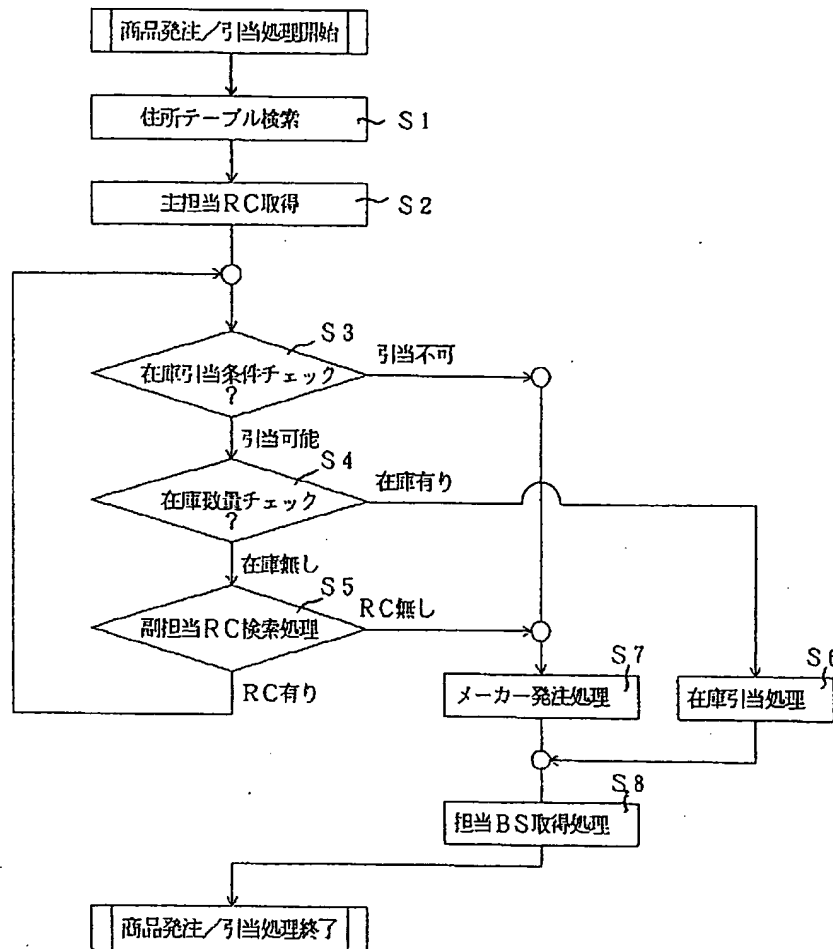 商品発注/引当処理開始
住所テーブル検索
S1
主担当RC取得
S2
S3
在庫引当条件チェック
?
引当不可
引当可能
S4
在庫数量チェック
?
在庫有り
在庫無し
S5
副担当RC検索処理
RC無し
RC有り
S7
メーカー発注処理
S6
在庫引当処理
S8
担当BS取得処理
商品発注/引当処理終了